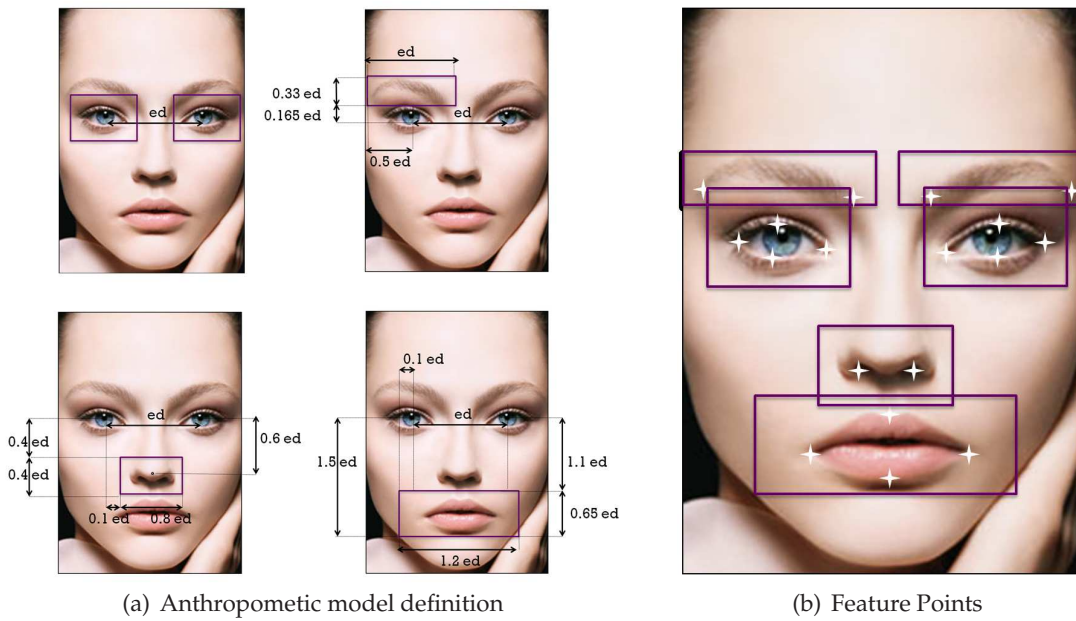 ed
ed
0.33 ed
0.165 ed
ed
0.5 ed
ed
0.4 ed
0.6 ed
0.4 ed
0.1 ed
0.8 ed
0.1 ed
ed
1.5 ed
1.1 ed
0.65 ed
1.2 ed
(a) Anthropometic model definition
(b) Feature Points